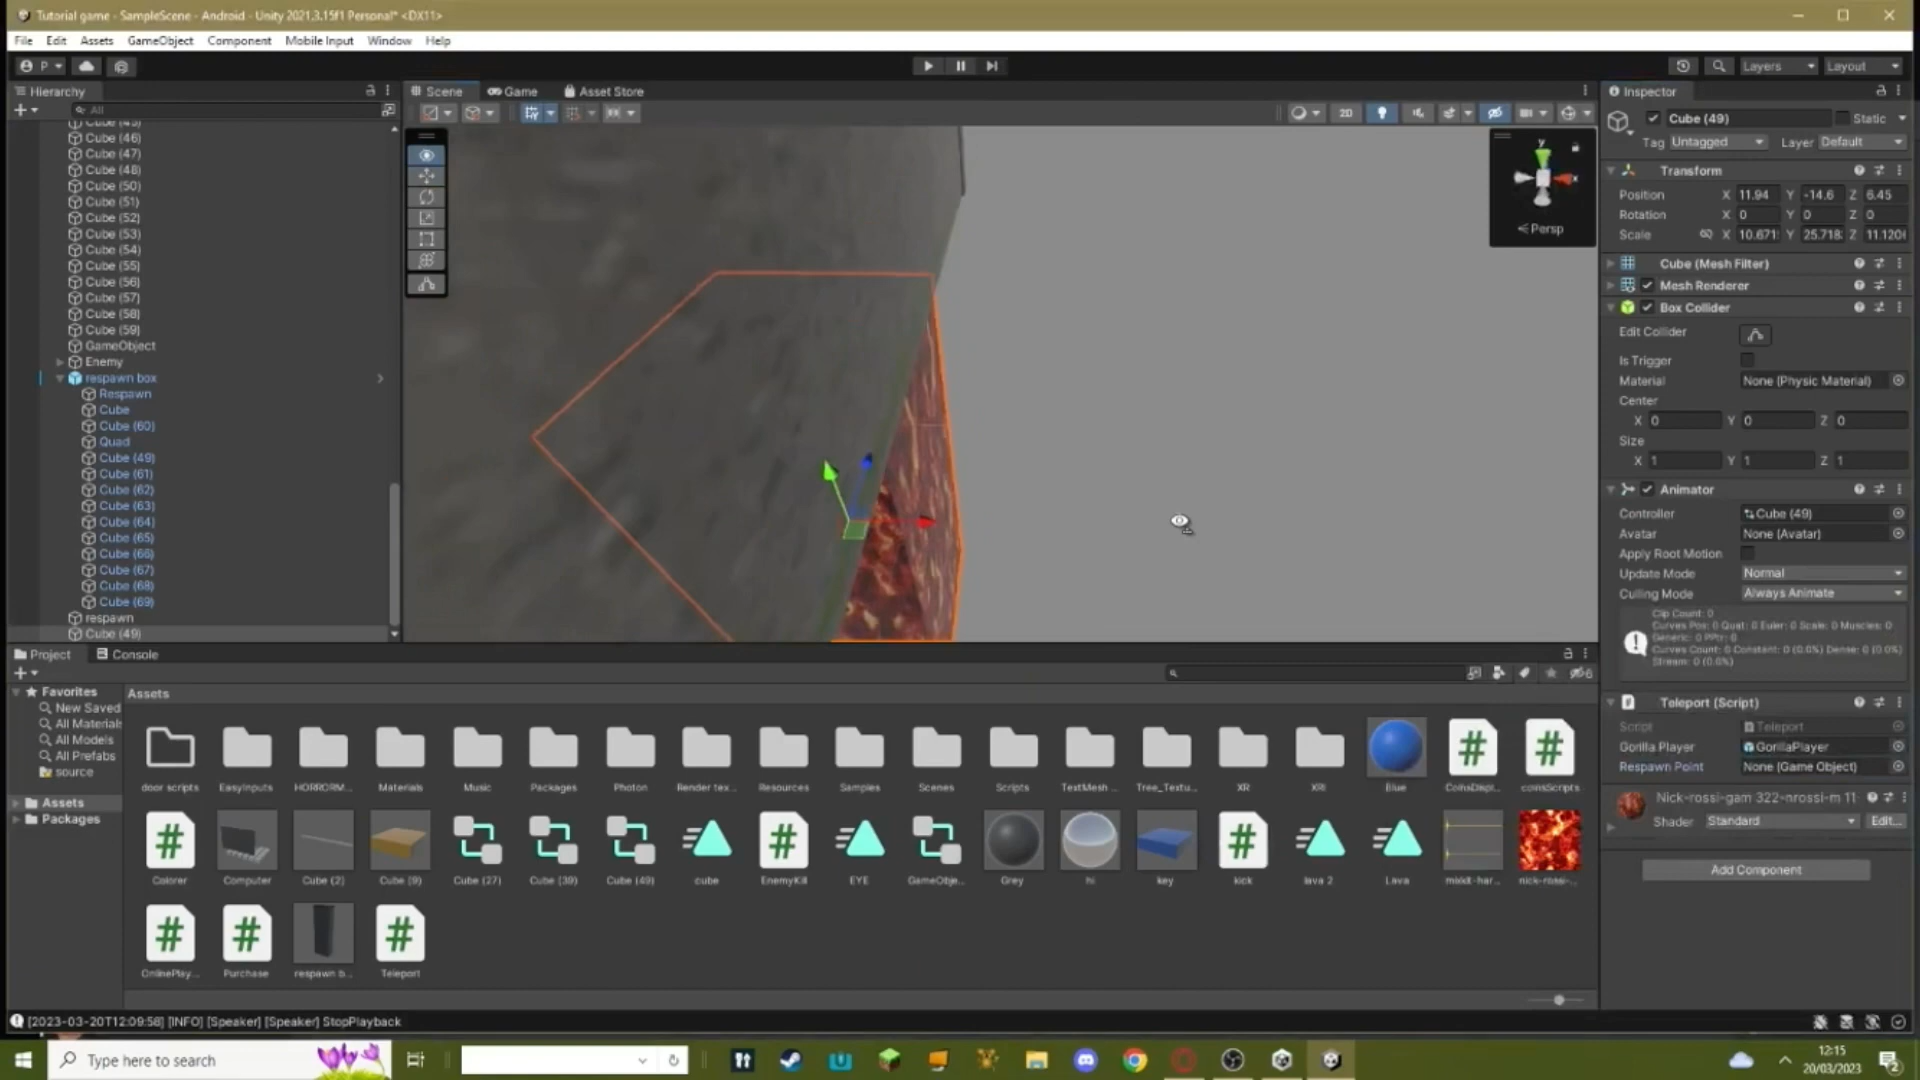 Tutorial game - SampleScene - Android - Unity 2021.3.15f1 Personal* <DX11>
File Edit Assets GameObject Component Mobile Input Window Help
P Layers Layout
Hierarchy
All
Cube (45)
Cube (46)
Cube (47)
Cube (48)
Cube (50)
Cube (51)
Cube (52)
Cube (53)
Cube (54)
Cube (55)
Cube (56)
Cube (57)
Cube (58)
Cube (59)
GameObject
Enemy
respawn box
Respawn
Cube
Cube (60)
Quad
Cube (49)
Cube (61)
Cube (62)
Cube (63)
Cube (64)
Cube (65)
Cube (66)
Cube (67)
Cube (68)
Cube (69)
respawn
Cube (49)
Scene Game Asset Store
2D
y
x
Persp
Inspector
Cube (49) Static
Tag Untagged Layer Default
Transform
Position X 11.94 Y -14.6 Z 6.45
Rotation X 0 Y 0 Z 0
Scale X 10.671 Y 25.718 Z 11.120
Cube (Mesh Filter)
Mesh Renderer
Box Collider
Edit Collider
Is Trigger
Material None (Physic Material)
Center
X 0 Y 0 Z 0
Size
X 1 Y 1 Z 1
Animator
Controller Cube (49)
Avatar None (Avatar)
Apply Root Motion
Update Mode Normal
Culling Mode Always Animate
Clip Count: 0
Curves Pos: 0 Quat: 0 Euler: 0 Scale: 0 Muscles: 0
Generic: 0 PPtr: 0
Curves Count: 0 Constant: 0 (0.0%) Dense: 0 (0.0%)
Stream: 0 (0.0%)
Teleport (Script)
Script Teleport
Gorilla Player GorillaPlayer
Respawn Point None (Game Object)
Nick-rossi-gam 322-nrossi-m 11
Shader Standard Edit...
Add Component
Project Console
Favorites
New Saved
All Materials
All Models
All Prefabs
source
Assets
Packages
Assets
door scripts EasyInputs HORRORM... Materials Music Packages Photon Render tex... Resources Samples Scenes Scripts TextMesh ... Tree_Textu... XR XRI Blue CoinsDispl... coinsScripts
Colorer Computer Cube (2) Cube (9) Cube (27) Cube (39) Cube (49) cube EnemyKill EYE GameObje... Grey hi key kick lava 2 Lava mixkit-har... nick-rossi-...
OnlinePlay... Purchase respawn b... Teleport
[2023-03-20T12:09:58] [INFO] [Speaker] [Speaker] StopPlayback
Type here to search
12:15
20/03/2023
2